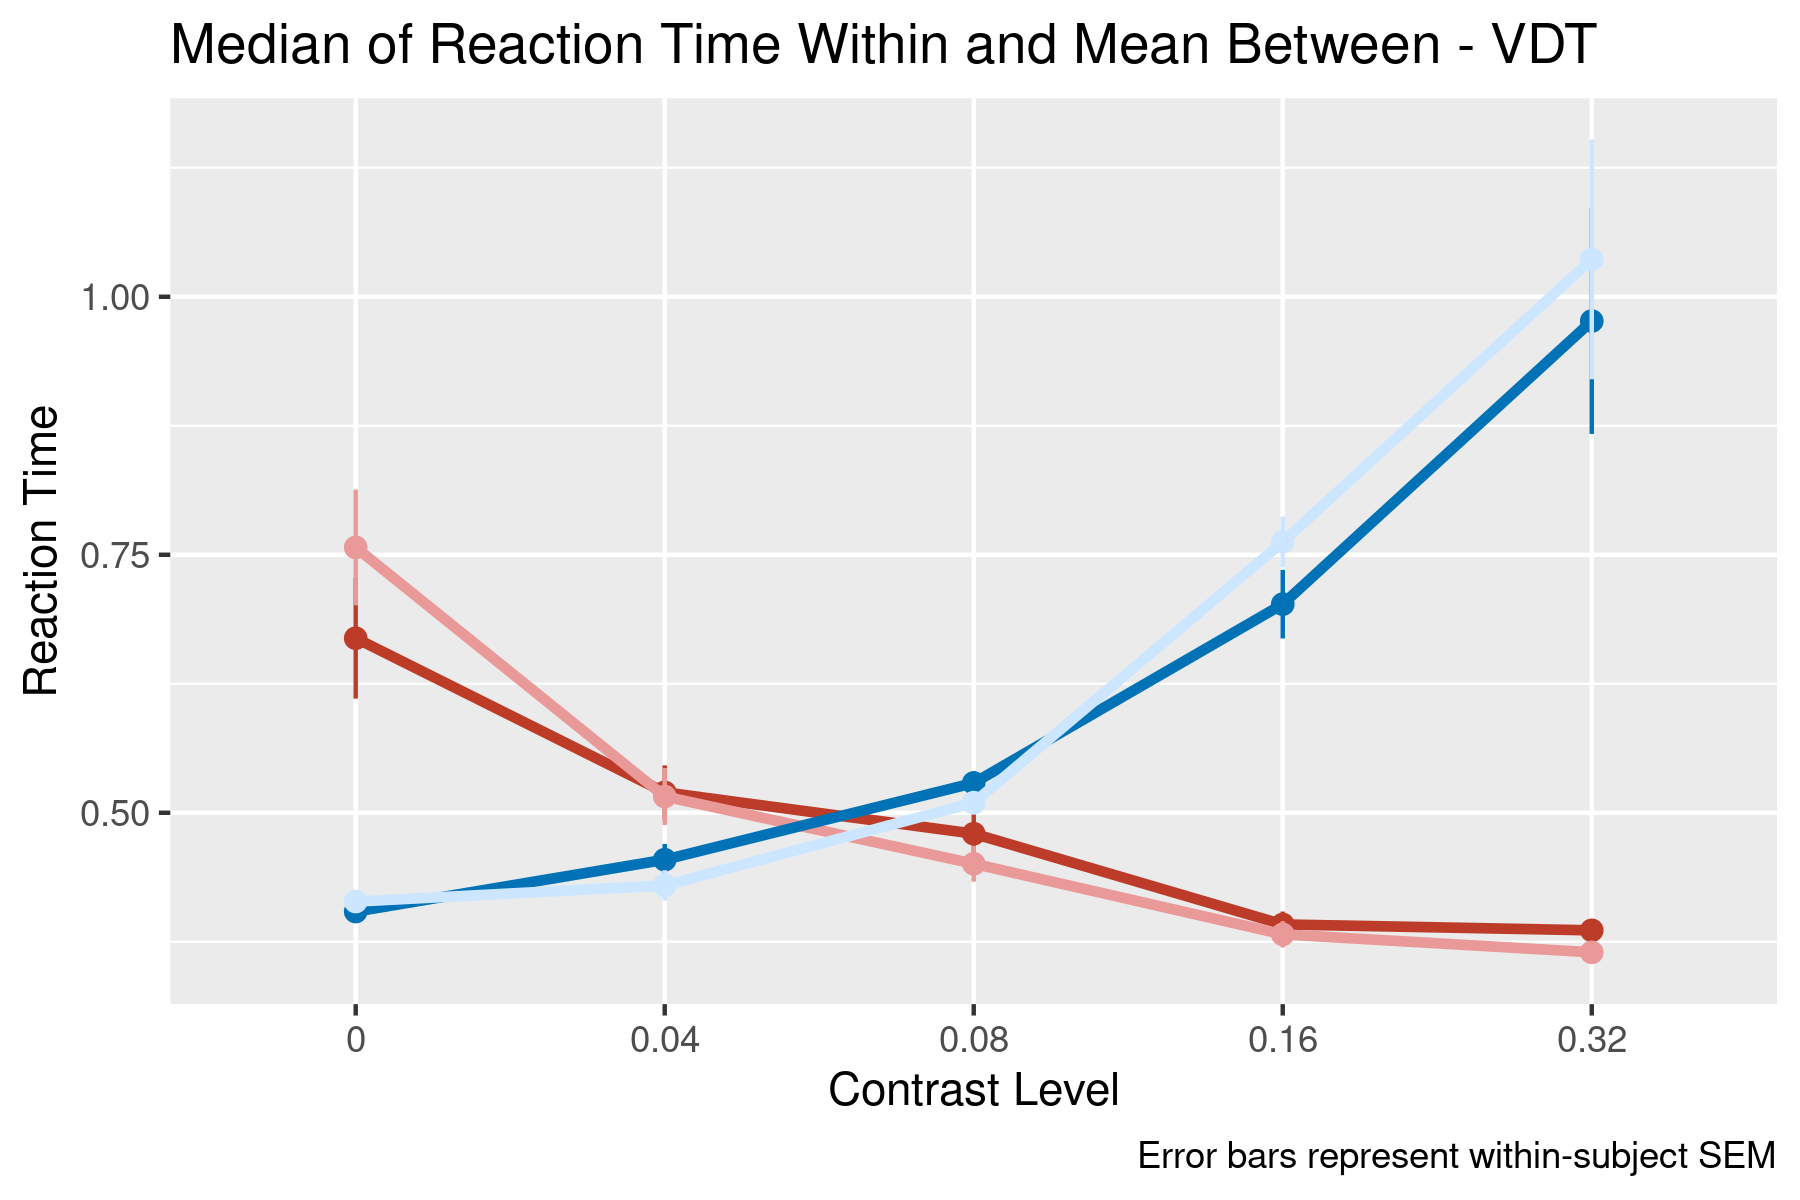 Median of Reaction Time Within and Mean Between - VDT
Reaction Time
1.00
0.75
0.50
0
0.04
0.08
0.16
0.32
Contrast Level
Error bars represent within-subject SEM